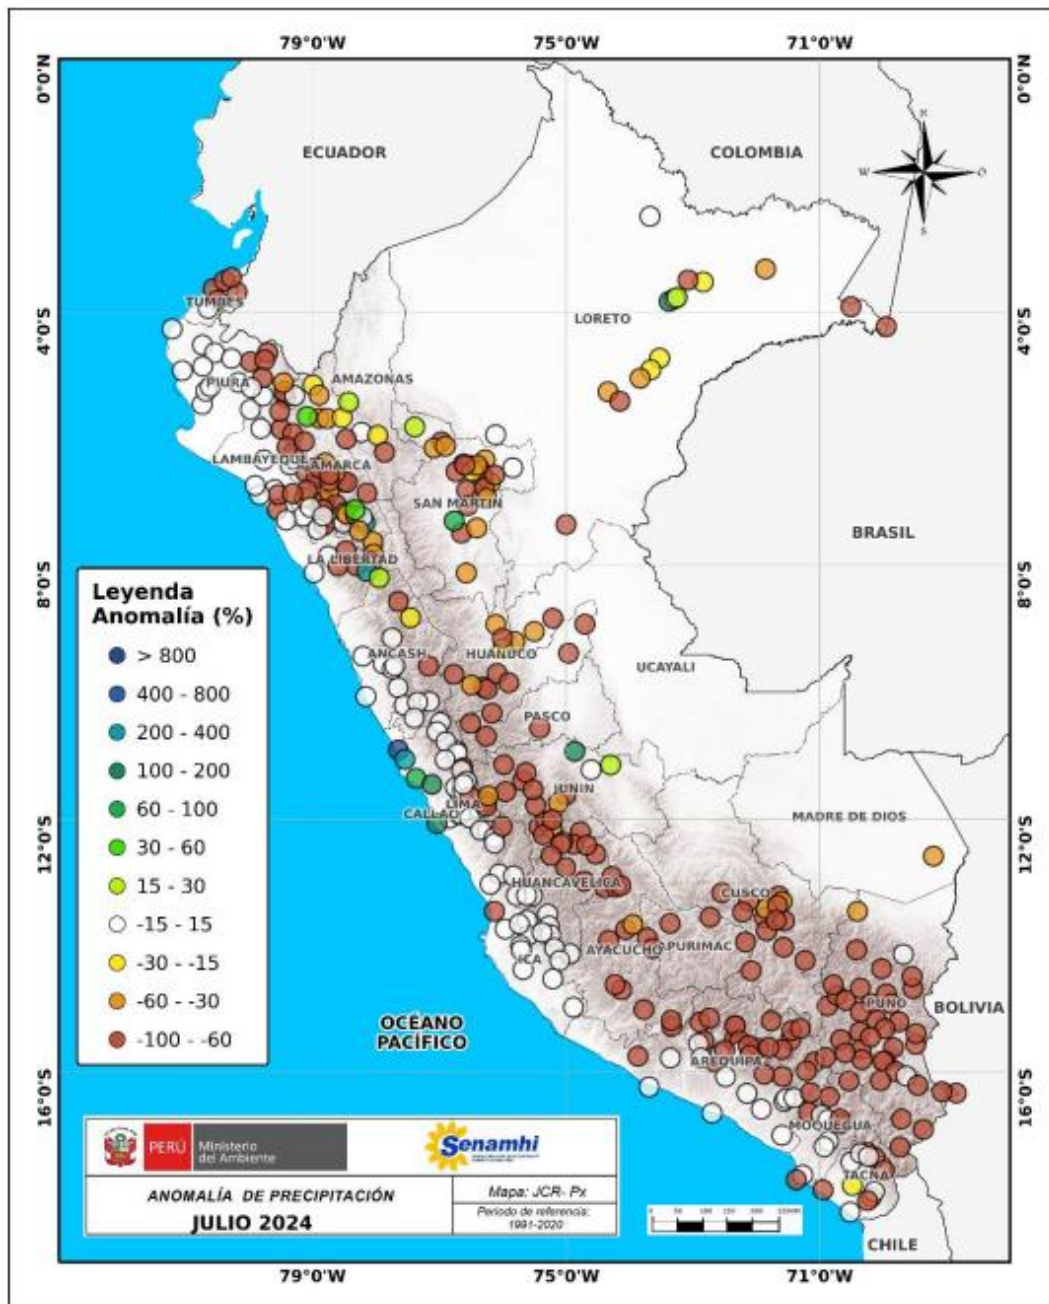 79°0'W 75°0'W 71°0'W
0°0'N 0°0'N
ECUADOR
COLOMBIA
N
W O
S
TUMBES
4°0'S 4°0'S
LORETO
PIURA
AMAZONAS
LAMBAYEQUE
CAJAMARCA
SAN MARTIN
BRASIL
LA LIBERTAD
8°0'S 8°0'S
Leyenda
Anomalía (%)
> 800
400 - 800
200 - 400
100 - 200
60 - 100
30 - 60
15 - 30
-15 - 15
-30 - -15
-60 - -30
-100 - -60
ANCASH
HUANUCO
UCAYALI
PASCO
JUNIN
LIMA
CALLAO
MADRE DE DIOS
12°0'S 12°0'S
HUANCAVELICA
CUSCO
AYACUCHO
APURIMAC
ICA
PUNO
BOLIVIA
OCÉANO
PACÍFICO
AREQUIPA
16°0'S 16°0'S
MOQUEGUA
TACNA
CHILE
PERÚ
Ministerio
del Ambiente
Senamhi
ANOMALÍA DE PRECIPITACIÓN
JULIO 2024
Mapa: JCR- Px
Periodo de referencia:
1991-2020
79°0'W 75°0'W 71°0'W